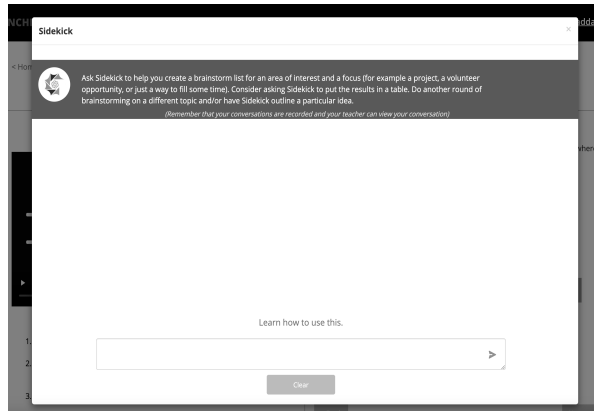 NCH
Sidekick
×
< Hon
Ask Sidekick to help you create a brainstorm list for an area of interest and a focus (for example a project, a volunteer
opportunity, or just a way to fill some time). Consider asking Sidekick to put the results in a table. Do another round of
brainstorming on a different topic and/or have Sidekick outline a particular idea.
(Remember that your conversations are recorded and your teacher can view your conversation)
Learn how to use this.
1.
2.
Clear
3.